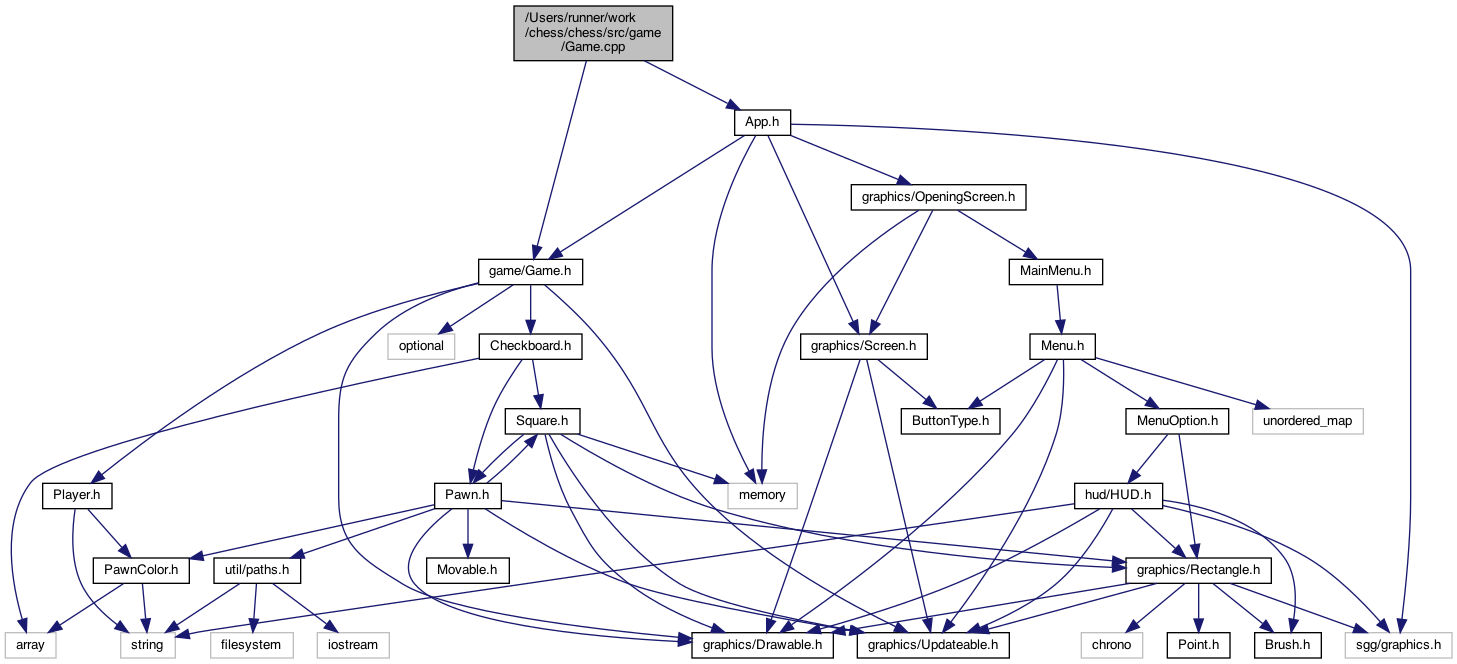 /Users/runner/work
/chess/chess/src/game
/Game.cpp
App.h
graphics/OpeningScreen.h
game/Game.h
MainMenu.h
optional
Checkboard.h
graphics/Screen.h
Menu.h
Square.h
ButtonType.h
MenuOption.h
unordered_map
Player.h
Pawn.h
memory
hud/HUD.h
PawnColor.h
util/paths.h
Movable.h
graphics/Rectangle.h
array
string
filesystem
iostream
graphics/Drawable.h
graphics/Updateable.h
chrono
Point.h
Brush.h
sgg/graphics.h